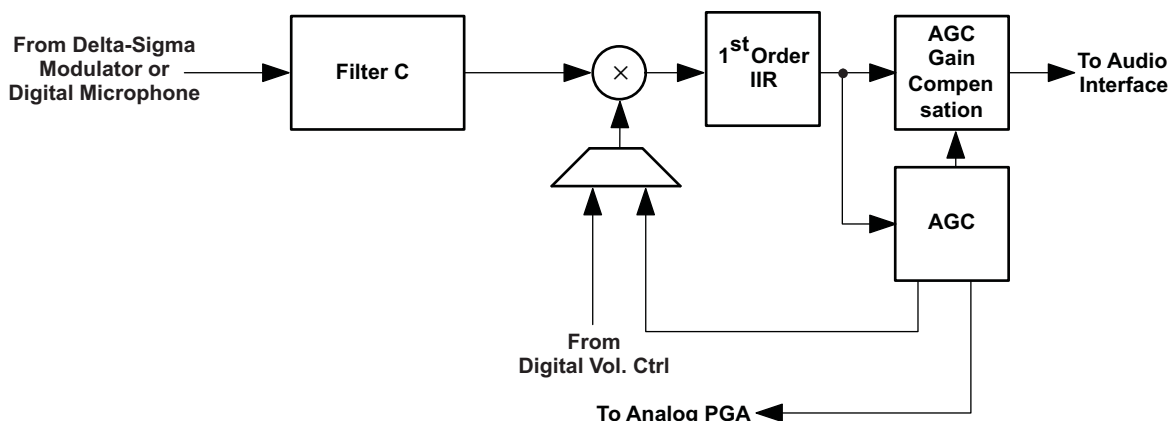 From Delta-Sigma
Modulator or
Digital Microphone
Filter C
×
1st Order
IIR
AGC
Gain
Compen
sation
To Audio
Interface
AGC
From
Digital Vol. Ctrl
To Analog PGA